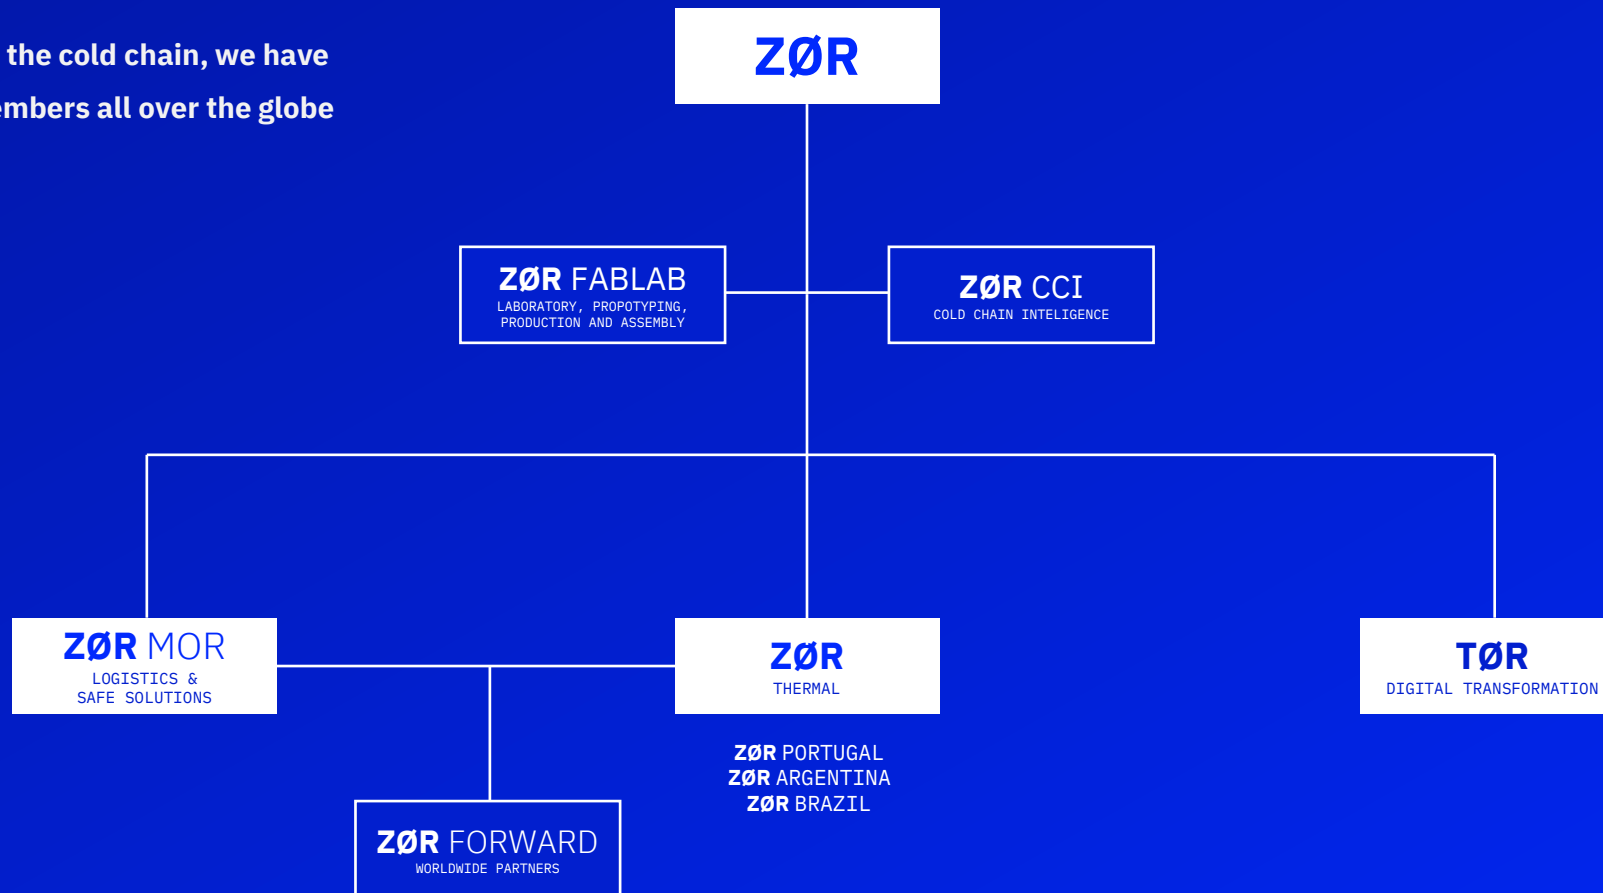 the cold chain, we have
all over the globe
ZØR
ZØR FABLAB
LABORATORY, PROPOTYPING,
PRODUCTION AND ASSEMBLY
ZØR CCI
COLD CHAIN INTELIGENCE
ZØR MOR
LOGISTICS &
SAFE SOLUTIONS
ZØR
THERMAL
TØR
DIGITAL TRANSFORMATION
ZØR PORTUGAL
ZØR ARGENTINA
ZØR BRAZIL
ZØR FORWARD
WORLDWIDE PARTNERS